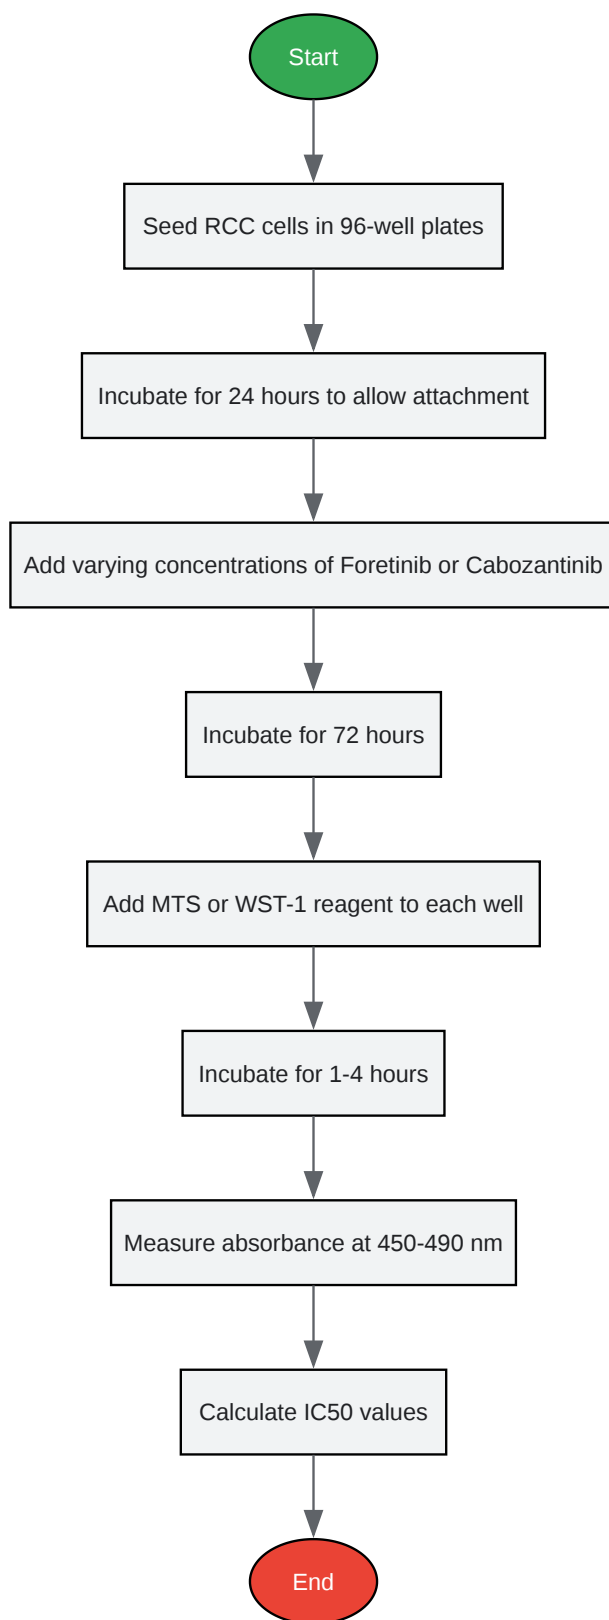 Start
Seed RCC cells in 96-well plates
Incubate for 24 hours to allow attachment
Add varying concentrations of Foretinib or Cabozantinib
Incubate for 72 hours
Add MTS or WST-1 reagent to each well
Incubate for 1-4 hours
Measure absorbance at 450-490 nm
Calculate IC50 values
End